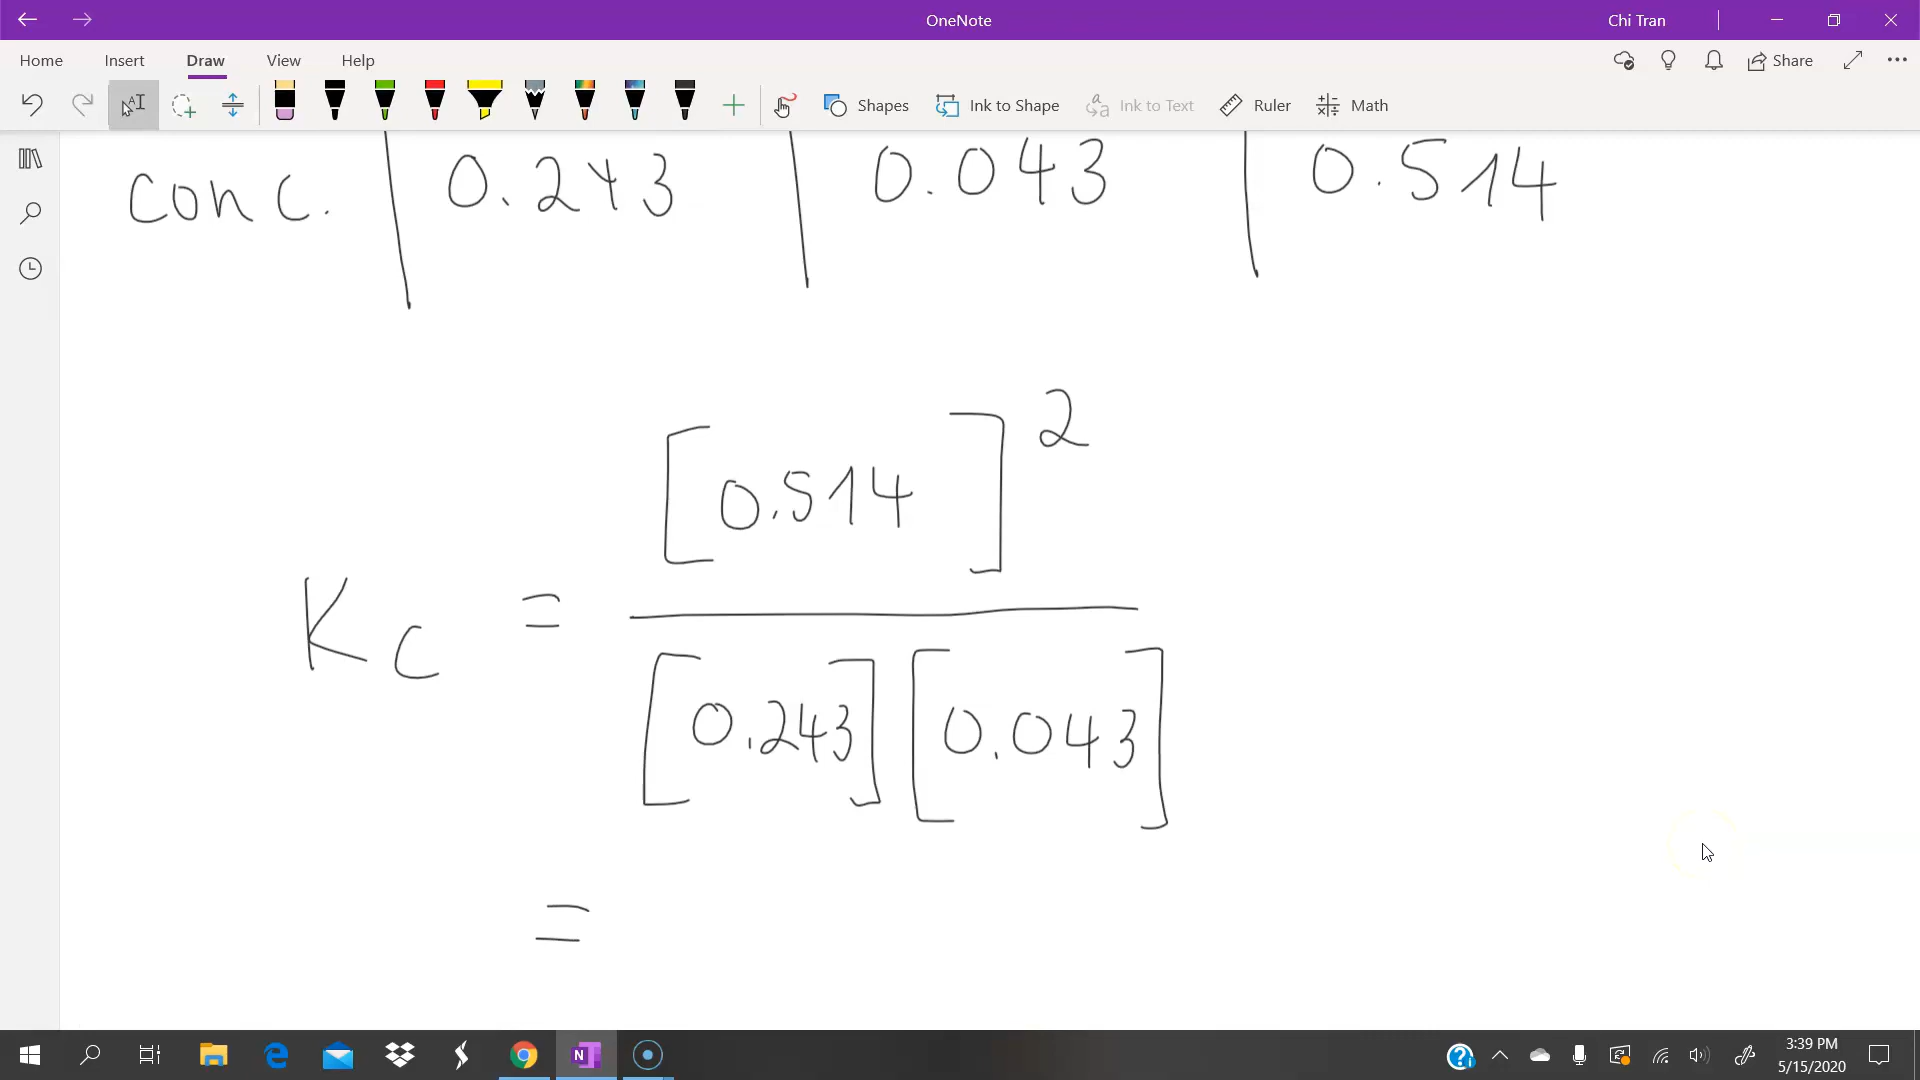 OneNote
Chi Tran
Home Insert Draw View Help
Share
Shapes Ink to Shape Ink to Text Ruler Math
conc. 0.243 0.043 0.514
[0.514]²
Kc =
[0.243] [0.043]
=
3:39 PM
5/15/2020